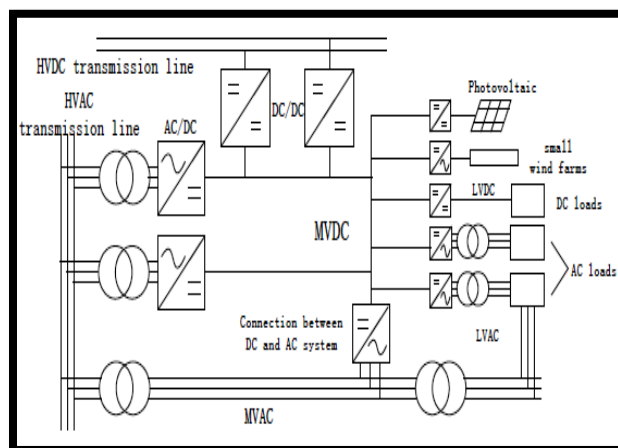 HVDC transmission line
HVAC
transmission line
AC/DC
DC/DC
Photovoltaic
small
wind farms
LVDC
DC loads
MVDC
AC loads
Connection between
DC and AC system
LVAC
MVAC